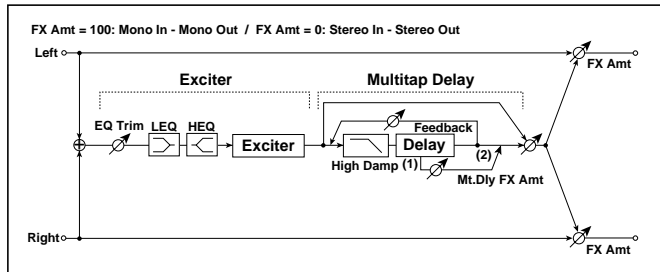 FX Amt = 100: Mono In - Mono Out / FX Amt = 0: Stereo In - Stereo Out
Left
FX Amt
Exciter
Multitap Delay
EQ Trim
LEQ
HEQ
Feedback
Exciter
Delay
High Damp
(1)
(2)
Mt.Dly FX Amt
Right
FX Amt